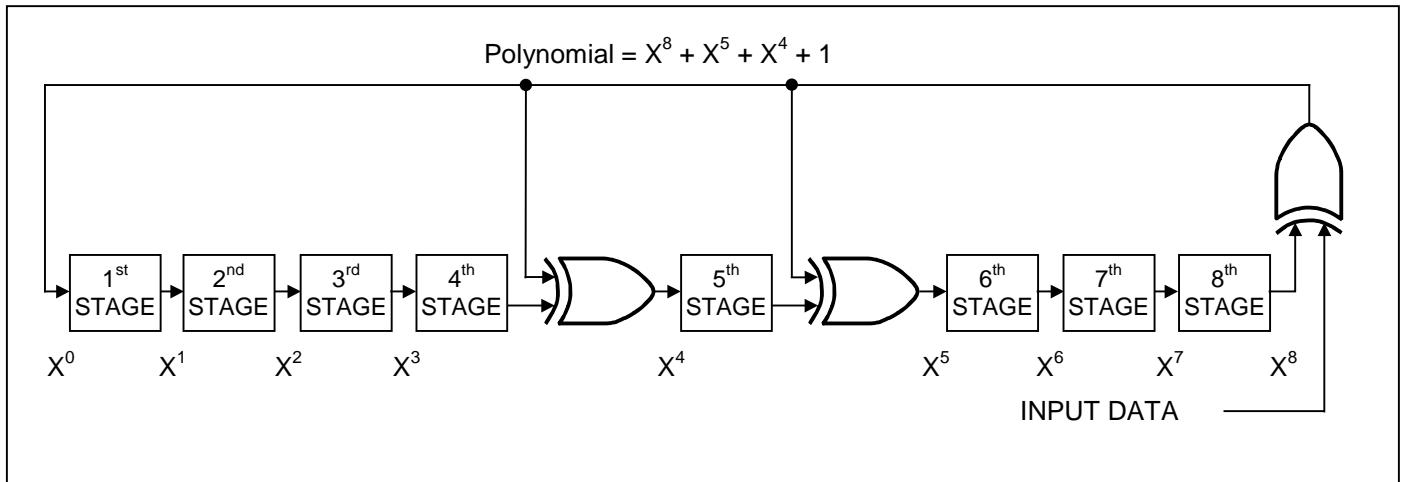 Polynomial = X⁸ + X⁵ + X⁴ + 1
1ˢᵗ
STAGE
2ⁿᵈ
STAGE
3ʳᵈ
STAGE
4ᵗʰ
STAGE
5ᵗʰ
STAGE
6ᵗʰ
STAGE
7ᵗʰ
STAGE
8ᵗʰ
STAGE
X⁰ X¹ X² X³ X⁴ X⁵ X⁶ X⁷ X⁸
INPUT DATA